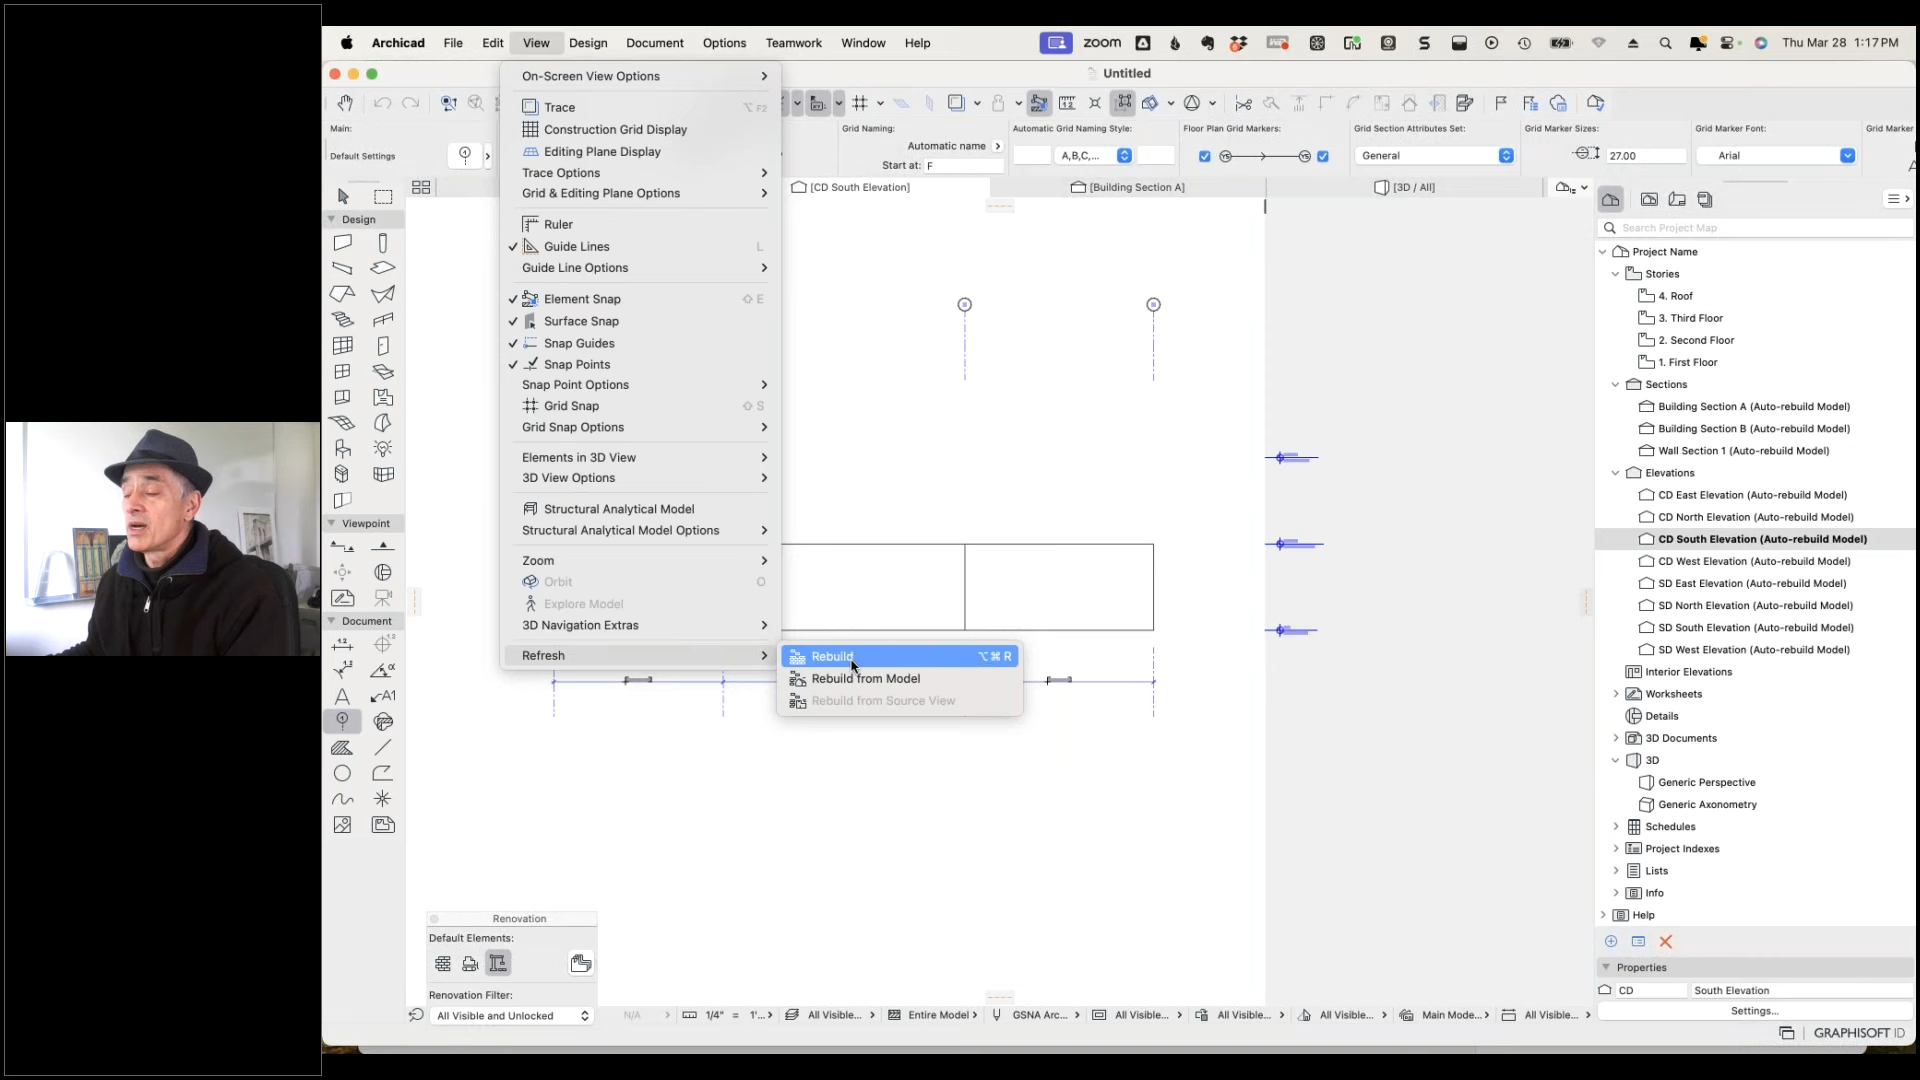 Archicad File Edit View Design Document Options Teamwork Window Help
zoom
Thu Mar 28 1:17 PM
Untitled
Main:
Default Settings
Grid Naming:
Automatic name
Start at: F
Automatic Grid Naming Style:
A,B,C,...
Floor Plan Grid Markers:
Grid Section Attributes Set:
General
Grid Marker Sizes:
27.00
Grid Marker Font:
Arial
Grid Marker
[CD South Elevation]
[Building Section A]
[3D / All]
On-Screen View Options
Trace ⌥ F2
Construction Grid Display
Editing Plane Display
Trace Options
Grid & Editing Plane Options
Ruler
Guide Lines L
Guide Line Options
Element Snap ⇧ E
Surface Snap
Snap Guides
Snap Points
Snap Point Options
Grid Snap ⇧ S
Grid Snap Options
Elements in 3D View
3D View Options
Structural Analytical Model
Structural Analytical Model Options
Zoom
Orbit O
Explore Model
3D Navigation Extras
Refresh
Rebuild ⌥⌘R
Rebuild from Model
Rebuild from Source View
Design
Viewpoint
Document
Renovation
Default Elements:
Renovation Filter:
All Visible and Unlocked
N/A
1/4" = 1'...
All Visible...
Entire Model
GSNA Arc...
All Visible...
All Visible...
All Visible...
Main Mode...
All Visible...
Search Project Map
Project Name
Stories
4. Roof
3. Third Floor
2. Second Floor
1. First Floor
Sections
Building Section A (Auto-rebuild Model)
Building Section B (Auto-rebuild Model)
Wall Section 1 (Auto-rebuild Model)
Elevations
CD East Elevation (Auto-rebuild Model)
CD North Elevation (Auto-rebuild Model)
CD South Elevation (Auto-rebuild Model)
CD West Elevation (Auto-rebuild Model)
SD East Elevation (Auto-rebuild Model)
SD North Elevation (Auto-rebuild Model)
SD South Elevation (Auto-rebuild Model)
SD West Elevation (Auto-rebuild Model)
Interior Elevations
Worksheets
Details
3D Documents
3D
Generic Perspective
Generic Axonometry
Schedules
Project Indexes
Lists
Info
Help
Properties
CD South Elevation
Settings...
GRAPHISOFT ID